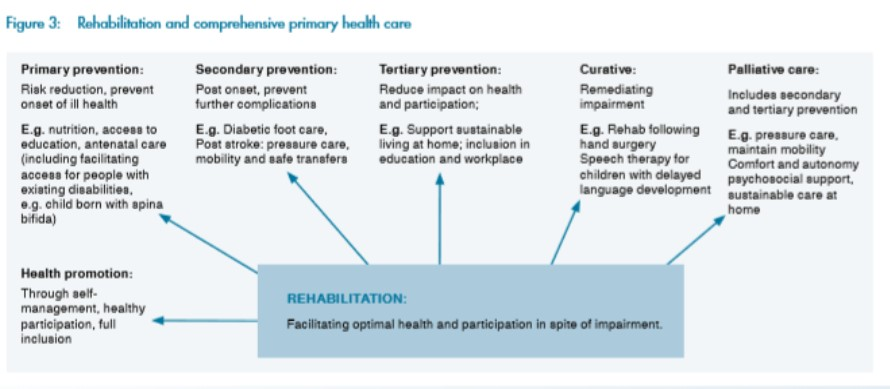 Figure 3: Rehabilitation and comprehensive primary health care
Primary prevention:
Risk reduction, prevent
onset of ill health
E.g. nutrition, access to
education, antenatal care
(including facilitating
access for people with
existing disabilities,
e.g. child born with spina
bifida)
Secondary prevention:
Post onset, prevent
further complications
E.g. Diabetic foot care,
Post stroke: pressure care,
mobility and safe transfers
Tertiary prevention:
Reduce impact on health
and participation;
E.g. Support sustainable
living at home; inclusion in
education and workplace
Curative:
Remediating
impairment
E.g. Rehab following
hand surgery
Speech therapy for
children with delayed
language development
Palliative care:
Includes secondary
and tertiary prevention
E.g. pressure care,
maintain mobility
Comfort and autonomy
psychosocial support,
sustainable care at
home
Health promotion:
Through self-
management, healthy
participation, full
inclusion
REHABILITATION:
Facilitating optimal health and participation in spite of impairment.